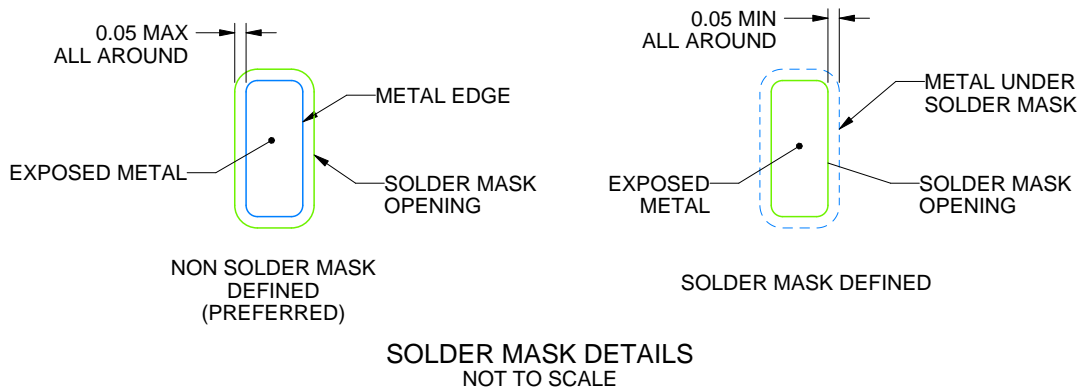 0.05 MAX
ALL AROUND
METAL EDGE
EXPOSED METAL
SOLDER MASK
OPENING
NON SOLDER MASK
DEFINED
(PREFERRED)
0.05 MIN
ALL AROUND
METAL UNDER
SOLDER MASK
EXPOSED
METAL
SOLDER MASK
OPENING
SOLDER MASK DEFINED
SOLDER MASK DETAILS
NOT TO SCALE